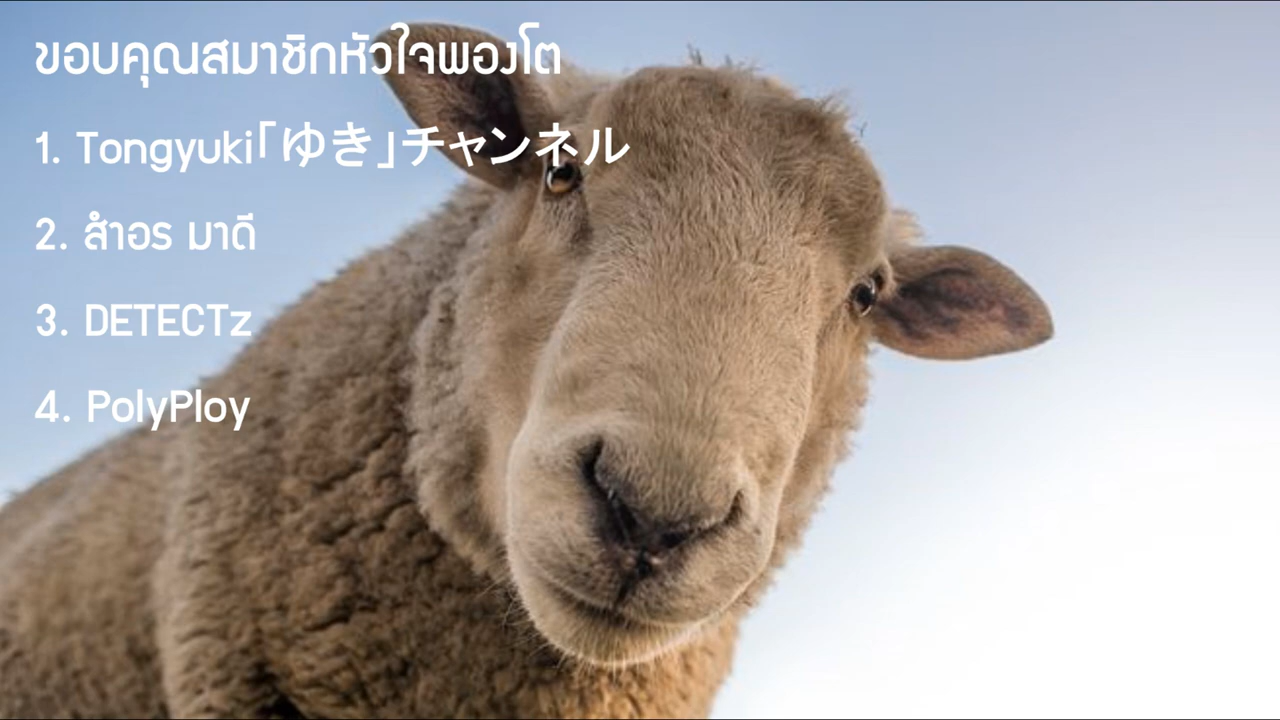 ขอบคุณสมาชิกหัวใจพองโต
1. Tongyuki「ゆき」チャンネル
2. สำอร มาดี
3. DETECTz
4. PolyPloy